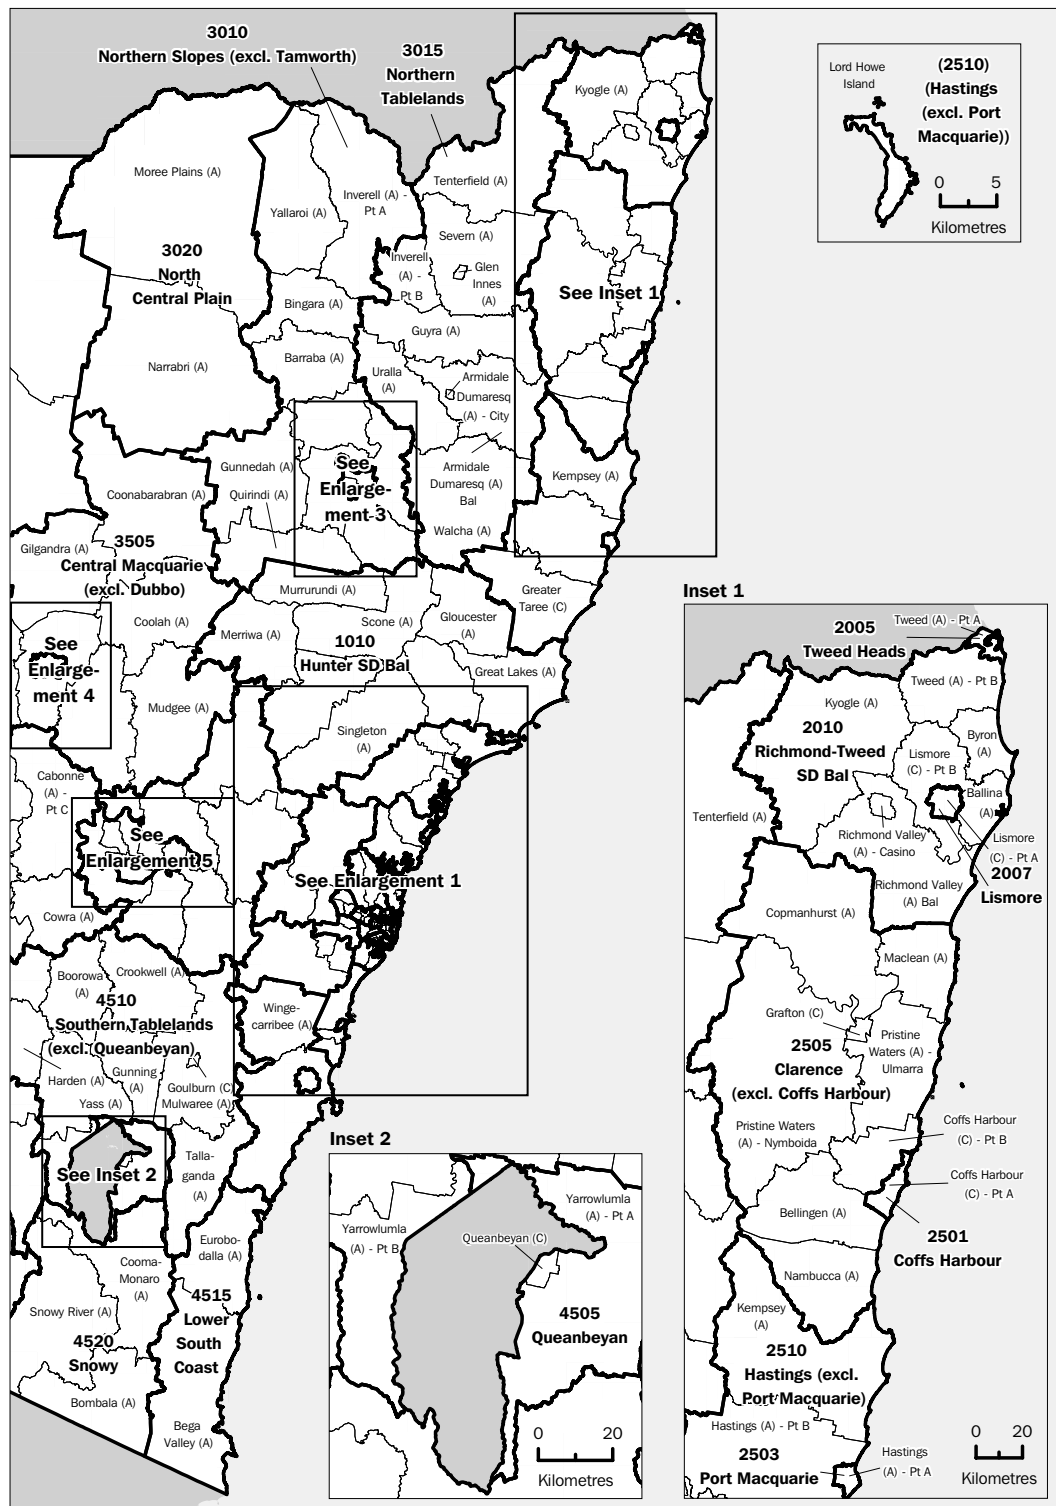 3010
Northern Slopes (excl. Tamworth)
3015
Northern
Tablelands
Kyogle (A)
Lord Howe
Island
(2510)
(Hastings
(excl. Port
Macquarie))
0 5
Kilometres
Moree Plains (A)
Yallaroi (A)
Inverell (A) -
Pt A
Tenterfield (A)
3020
North
Central Plain
Severn (A)
Inverell
(A) -
Pt B
Glen
Innes
(A)
See Inset 1
Bingara (A)
Guyra (A)
Narrabri (A)
Barraba (A)
Uralla
(A)
Armidale
Dumaresq
(A) - City
Gunnedah (A)
See
Enlarge-
ment 3
Armidale
Dumaresq (A)
Bal
Kempsey (A)
Coonabarabran (A)
Quirindi (A)
Walcha (A)
Gilgandra (A)
3505
Central Macquarie
(excl. Dubbo)
Murrurundi (A)
Greater
Taree (C)
Coolah (A)
Merriwa (A)
Scone (A)
Gloucester
(A)
1010
Hunter SD Bal
Great Lakes (A)
See
Enlarge-
ment 4
Mudgee (A)
Singleton
(A)
Cabonne
(A) -
Pt C
See
Enlargement 5
See Enlargement 1
Cowra (A)
Boorowa
(A)
Crookwell (A)
4510
Southern Tablelands
(excl. Queanbeyan)
Winge-
carribee (A)
Harden (A)
Gunning
(A)
Goulburn (C)
Yass (A)
Mulwaree (A)
See Inset 2
Talla-
ganda
(A)
Eurobo-
dalla (A)
Cooma-
Monaro
(A)
Snowy River (A)
4515
Lower
South
Coast
4520
Snowy
Bombala (A)
Bega
Valley (A)
Inset 2
Yarrowlumla
(A) - Pt A
Yarrowlumla
(A) - Pt B
Queanbeyan (C)
4505
Queanbeyan
0 20
Kilometres
Inset 1
Tweed (A) - Pt A
2005
Tweed Heads
Tweed (A) - Pt B
Kyogle (A)
2010
Richmond-Tweed
SD Bal
Byron
(A)
Lismore
(C) - Pt B
Ballina
(A)
Tenterfield (A)
Richmond Valley
(A) - Casino
Lismore
(C) - Pt A
2007
Lismore
Richmond Valley
(A) Bal
Copmanhurst (A)
Maclean (A)
Grafton (C)
Pristine
Waters (A) -
Ulmarra
2505
Clarence
(excl. Coffs Harbour)
Pristine Waters
(A) - Nymboida
Coffs Harbour
(C) - Pt B
Coffs Harbour
(C) - Pt A
Bellingen (A)
2501
Coffs Harbour
Nambucca (A)
Kempsey
(A)
2510
Hastings (excl.
Port Macquarie)
Hastings (A) - Pt B
2503
Port Macquarie
Hastings
(A) - Pt A
0 20
Kilometres